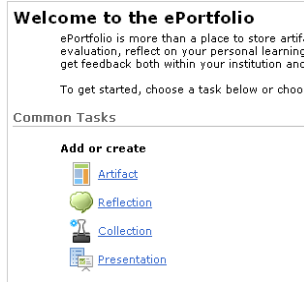 Welcome to the ePortfolio
ePortfolio is more than a place to store
evaluation, reflect on your personal learning
get feedback both within your institution and
To get started, choose a task below or
Common Tasks
Add or create
Artifact
Reflection
Collection
Presentation